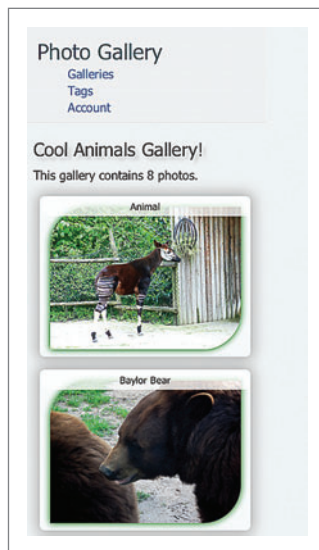 Photo Gallery
Galleries
Tags
Account
Cool Animals Gallery!
This gallery contains 8 photos.
Animal
Baylor Bear